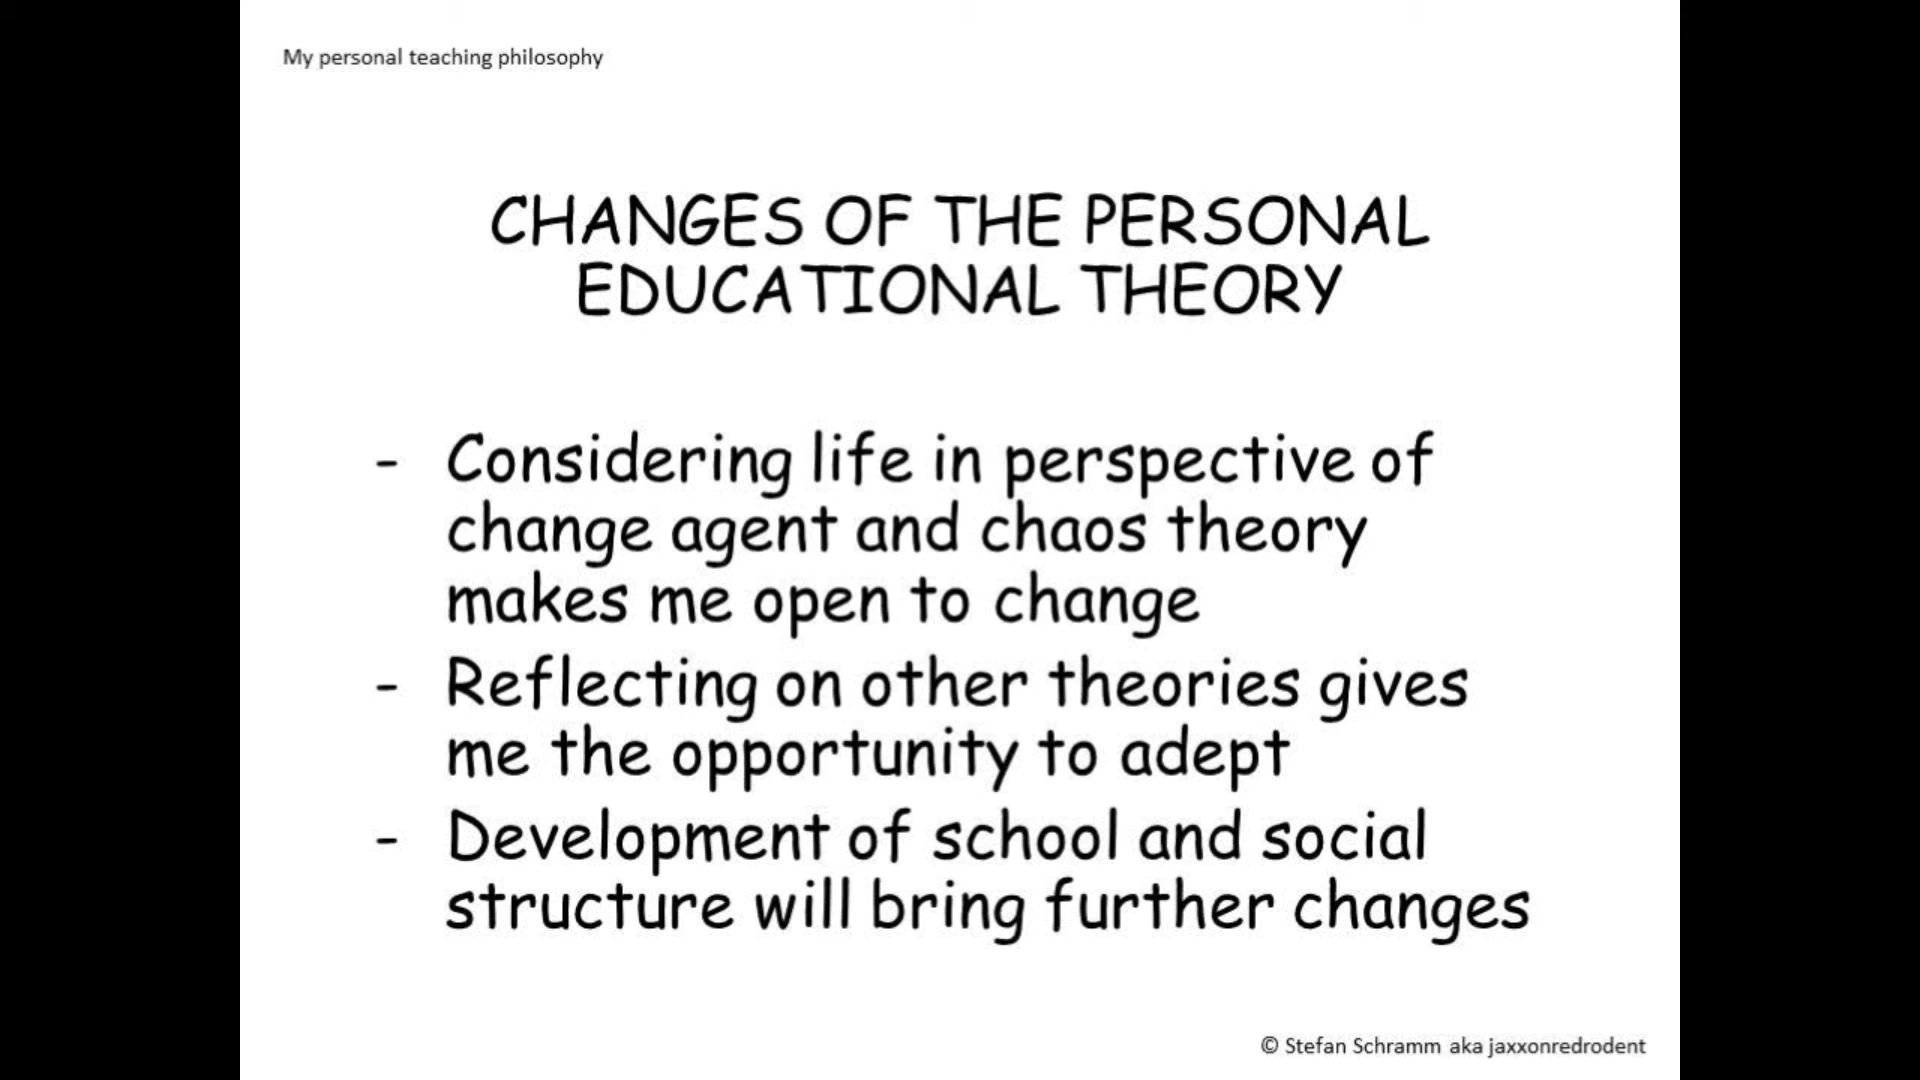 My personal teaching philosophy
CHANGES OF THE PERSONAL
EDUCATIONAL THEORY
- Considering life in perspective of
change agent and chaos theory
makes me open to change
- Reflecting on other theories gives
me the opportunity to adept
- Development of school and social
structure will bring further changes
© Stefan Schramm aka jaxxonredrodent